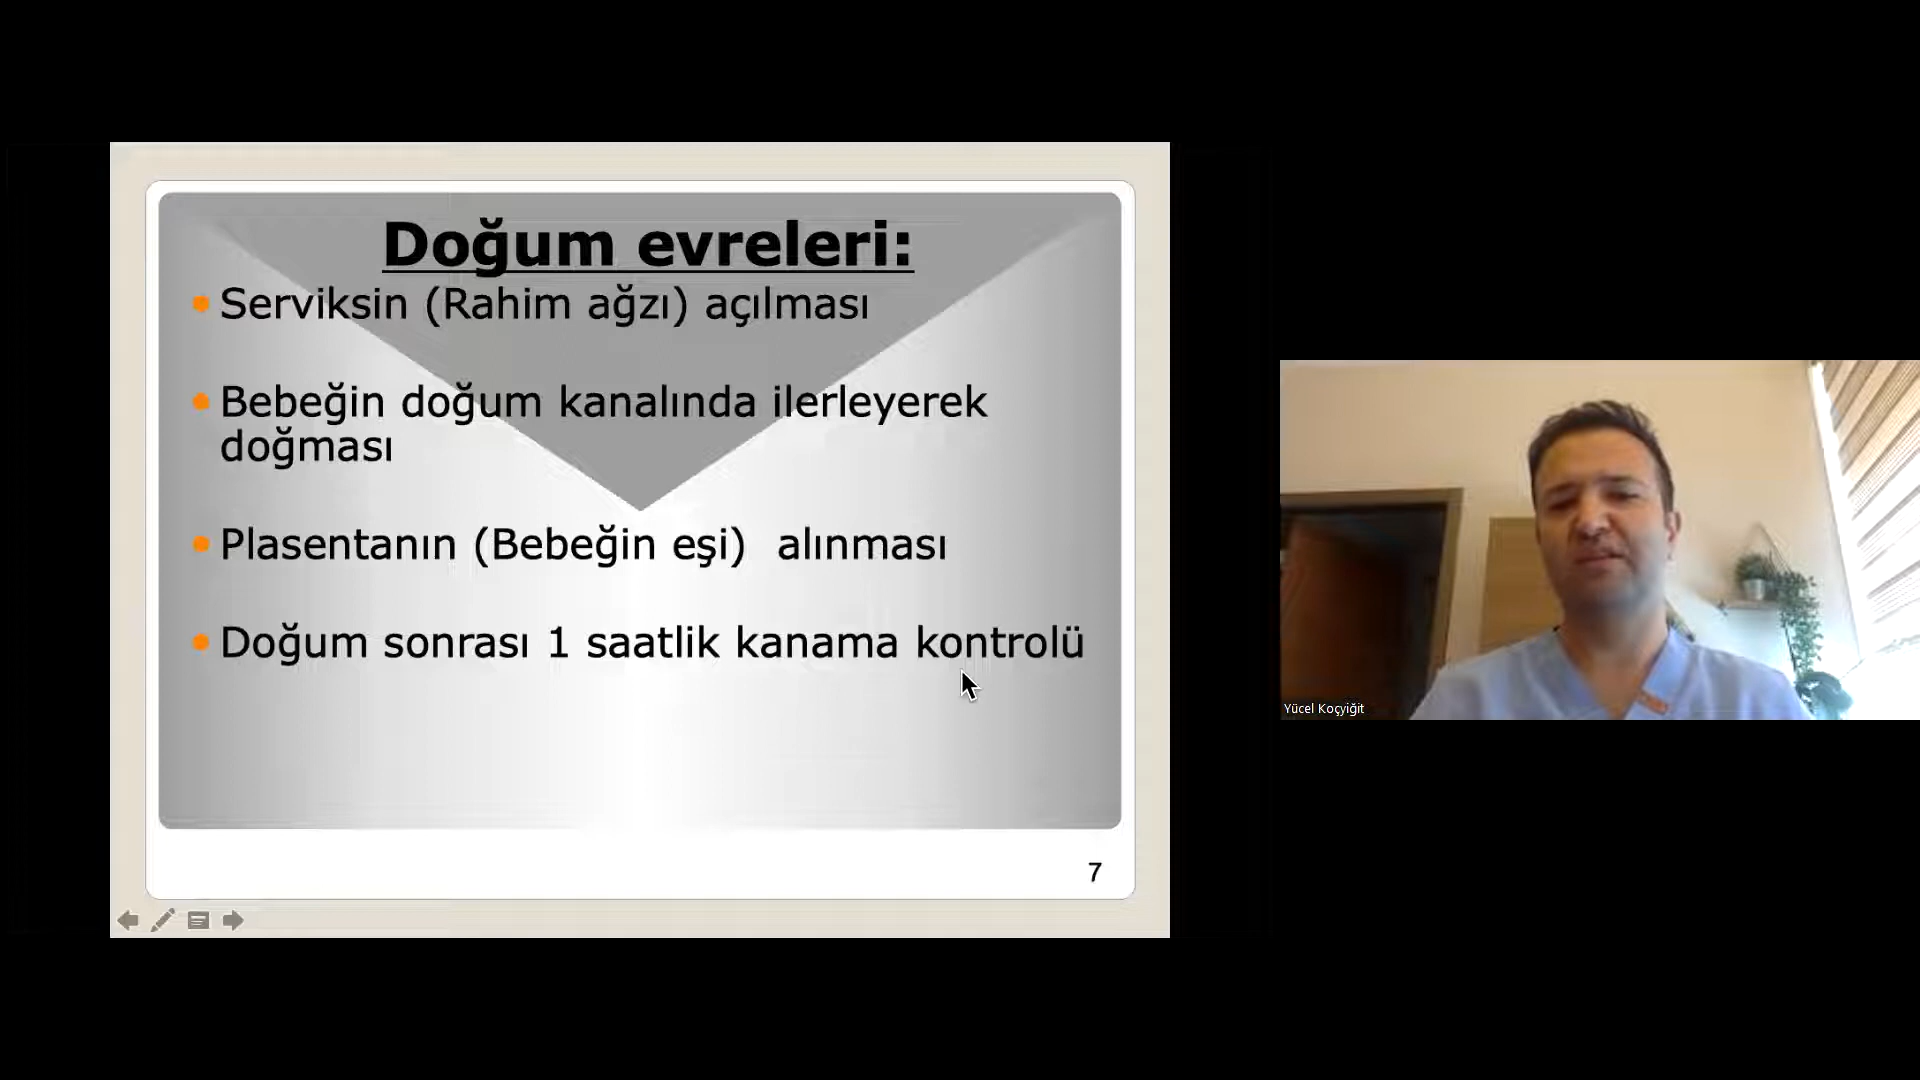 Doğum evreleri:
Serviksin (Rahim ağzı) açılması
Bebeğin doğum kanalında ilerleyerek
doğması
Plasentanın (Bebeğin eşi)  alınması
Doğum sonrası 1 saatlik kanama kontrolü
7
Yücel Koçyiğit